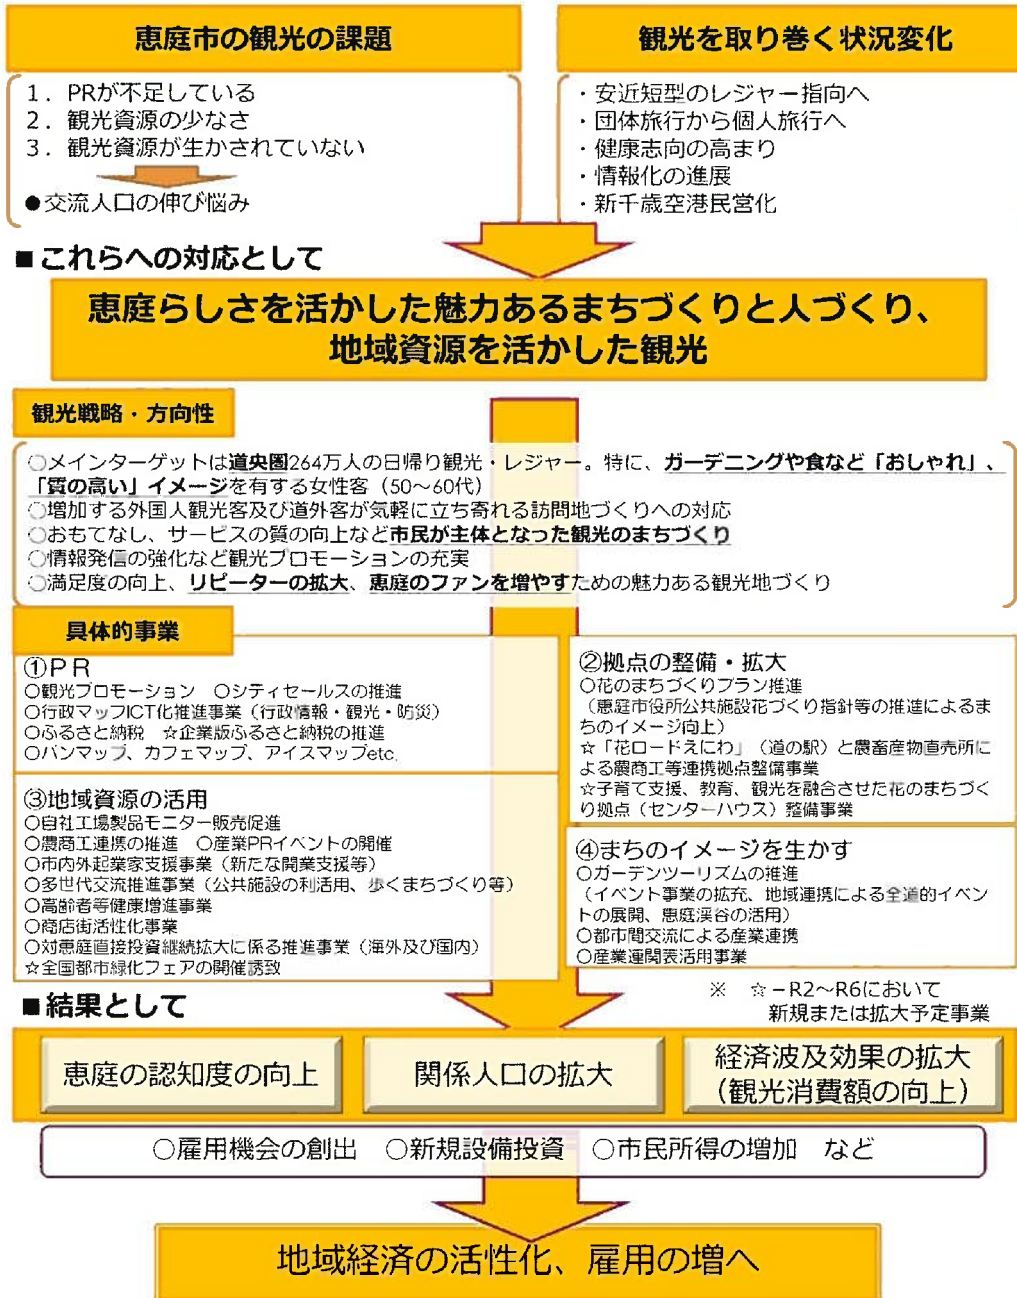 恵庭市の観光の課題
1．PRが不足している
2．観光資源の少なさ
3．観光資源が生かされていない
●交流人口の伸び悩み
観光を取り巻く状況変化
・安近短型のレジャー指向へ
・団体旅行から個人旅行へ
・健康志向の高まり
・情報化の進展
・新千歳空港民営化
■これらへの対応として
恵庭らしさを活かした魅力あるまちづくりと人づくり、
地域資源を活かした観光
観光戦略・方向性
○メインターゲットは道央圏264万人の日帰り観光・レジャー。特に、ガーデニングや食など「おしゃれ」、
「質の高い」イメージを有する女性客（50～60代）
○増加する外国人観光客及び道外客が気軽に立ち寄れる訪問地づくりへの対応
○おもてなし、サービスの質の向上など市民が主体となった観光のまちづくり
○情報発信の強化など観光プロモーションの充実
○満足度の向上、リピーターの拡大、恵庭のファンを増やすための魅力ある観光地づくり
具体的事業
①ＰＲ
○観光プロモーション　○シティセールスの推進
○行政マップICT化推進事業（行政情報・観光・防災）
○ふるさと納税　☆企業版ふるさと納税の推進
○パンマップ、カフェマップ、アイスマップetc.
②拠点の整備・拡大
○花のまちづくりプラン推進
（恵庭市役所公共施設花づくり指針等の推進によるま
ちのイメージ向上）
☆「花ロードえにわ」（道の駅）と農畜産物直売所に
よる農商工等連携拠点整備事業
☆子育て支援、教育、観光を融合させた花のまちづく
り拠点（センターハウス）整備事業
③地域資源の活用
○自社工場製品モニター販売促進
○農商工連携の推進　○産業PRイベントの開催
○市内外起業家支援事業（新たな開業支援等）
○多世代交流推進事業（公共施設の利活用、歩くまちづくり等）
○高齢者等健康増進事業
○商店街活性化事業
○対恵庭直接投資継続拡大に係る推進事業（海外及び国内）
☆全国都市緑化フェアの開催誘致
④まちのイメージを生かす
○ガーデンツーリズムの推進
（イベント事業の拡充、地域連携による全道的イベン
トの展開、恵庭渓谷の活用）
○都市間交流による産業連携
○産業連関表活用事業
※　☆－R2～R6において
新規または拡大予定事業
■結果として
恵庭の認知度の向上
関係人口の拡大
経済波及効果の拡大
（観光消費額の向上）
○雇用機会の創出　○新規設備投資　○市民所得の増加　など
地域経済の活性化、雇用の増へ